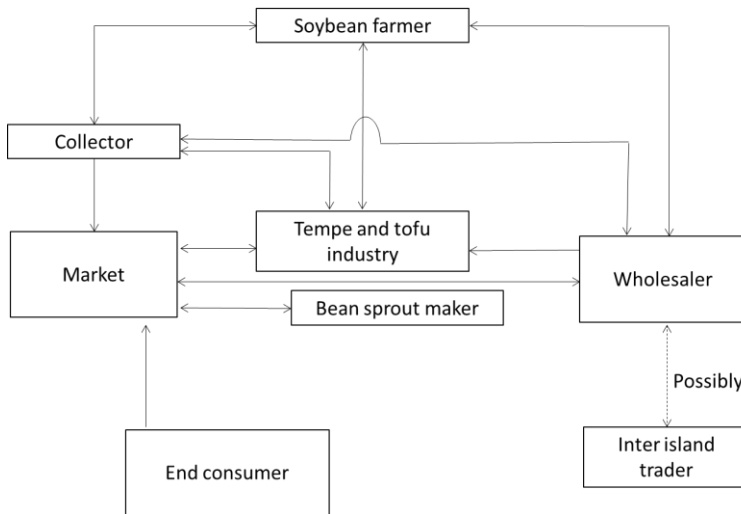 Soybean farmer
Collector
Tempe and tofu
industry
Market
Wholesaler
Bean sprout maker
Possibly
End consumer
Inter island
trader